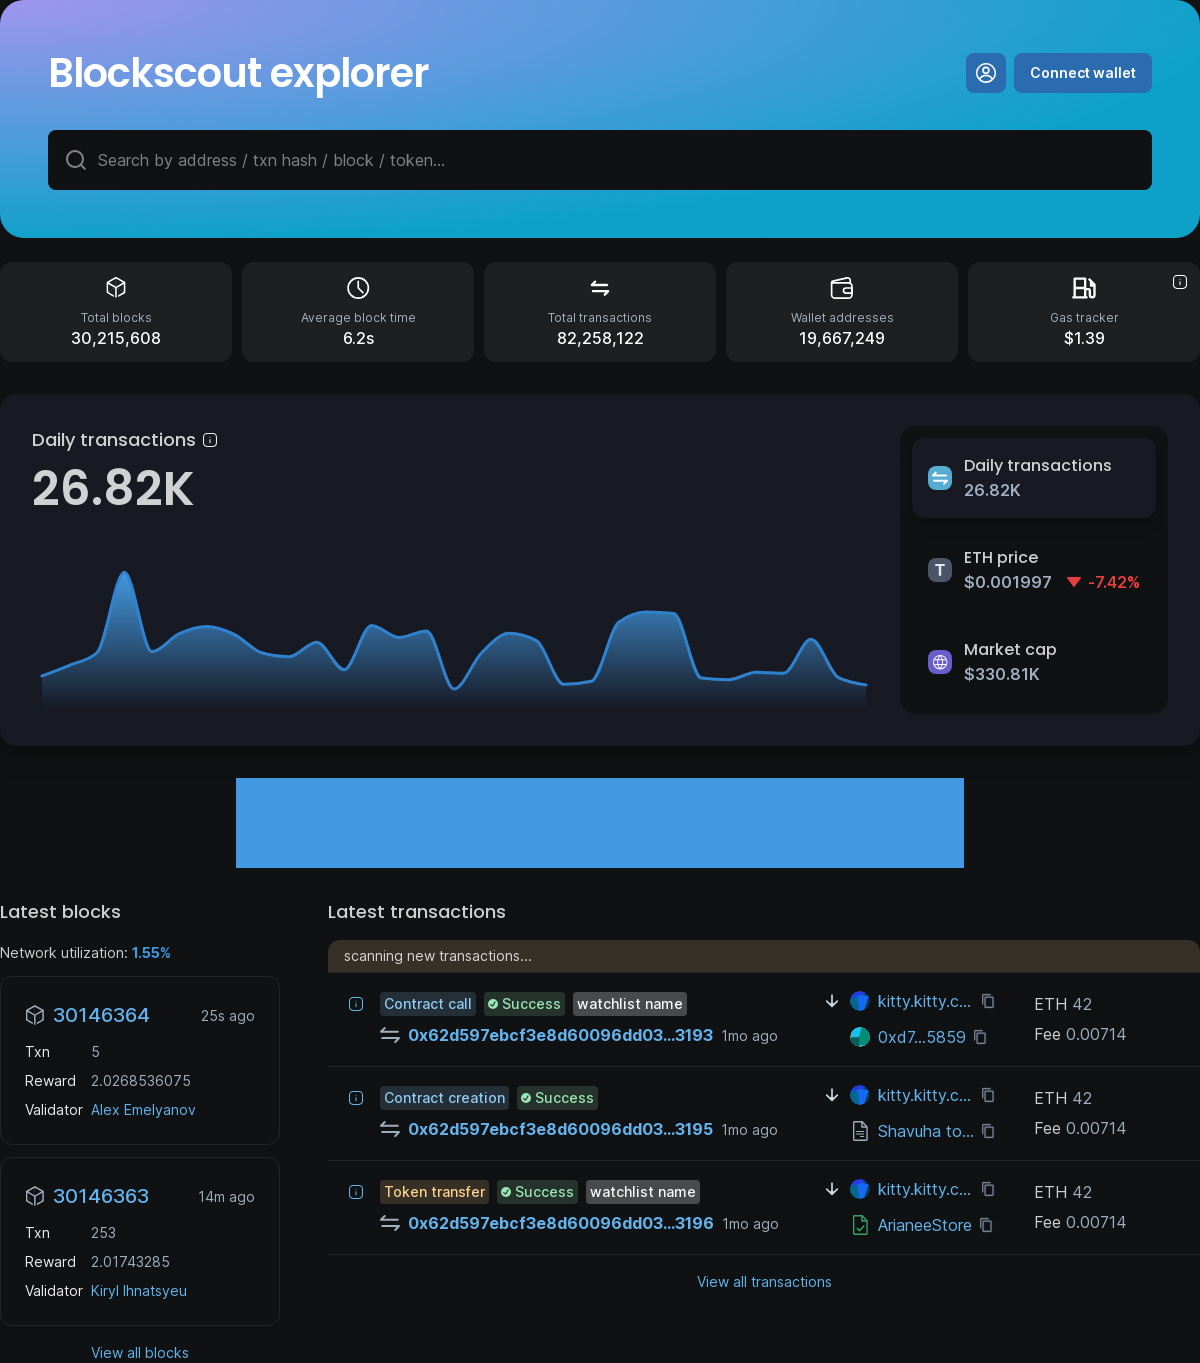 Blockscout explorer
Connect wallet
Search by address / txn hash / block / token...
Total blocks
30,215,608
Average block time
6.2s
Total transactions
82,258,122
Wallet addresses
19,667,249
Gas tracker
$1.39
Daily transactions
26.82K
Daily transactions
26.82K
T
ETH price
$0.001997 -7.42%
Market cap
$330.81K
Latest blocks
Network utilization: 1.55%
30146364 25s ago
Txn 5
Reward 2.0268536075
Validator Alex Emelyanov
30146363 14m ago
Txn 253
Reward 2.01743285
Validator Kiryl Ihnatsyeu
View all blocks
Latest transactions
scanning new transactions...
Contract call Success watchlist name
0x62d597ebcf3e8d60096dd03...3193 1mo ago
kitty.kitty.c...
0xd7...5859
ETH 42
Fee 0.00714
Contract creation Success
0x62d597ebcf3e8d60096dd03...3195 1mo ago
kitty.kitty.c...
Shavuha to...
ETH 42
Fee 0.00714
Token transfer Success watchlist name
0x62d597ebcf3e8d60096dd03...3196 1mo ago
kitty.kitty.c...
ArianeeStore
ETH 42
Fee 0.00714
View all transactions